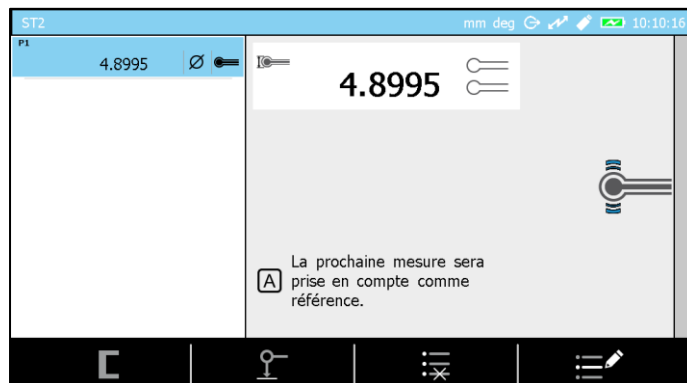 ST2 mm deg 10:10:16
P1
4.8995 Ø
4.8995
La prochaine mesure sera
A prise en compte comme
référence.